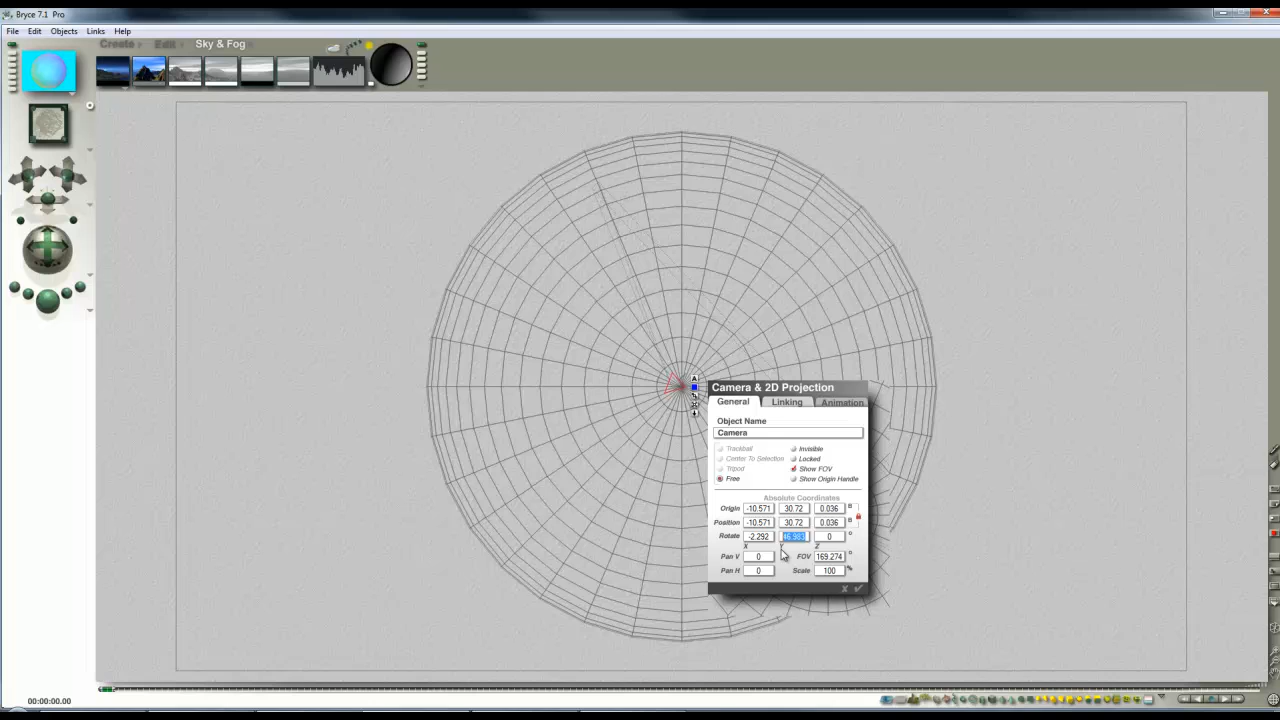 Bryce 7.1 Pro
File Edit Objects Links Help
Create Edit Sky & Fog
Camera & 2D Projection
General Linking Animation
Object Name
Camera
Trackball Invisible
Center To Selection Locked
Tripod Show FOV
Free Show Origin Handle
Absolute Coordinates
Origin -10.571 30.72 0.036 B
Position -10.571 30.72 0.036 B
Rotate -2.292 46.983 0 °
X Y Z
Pan V 0 FOV 169.274 °
Pan H 0 Scale 100 %
00:00:00.00